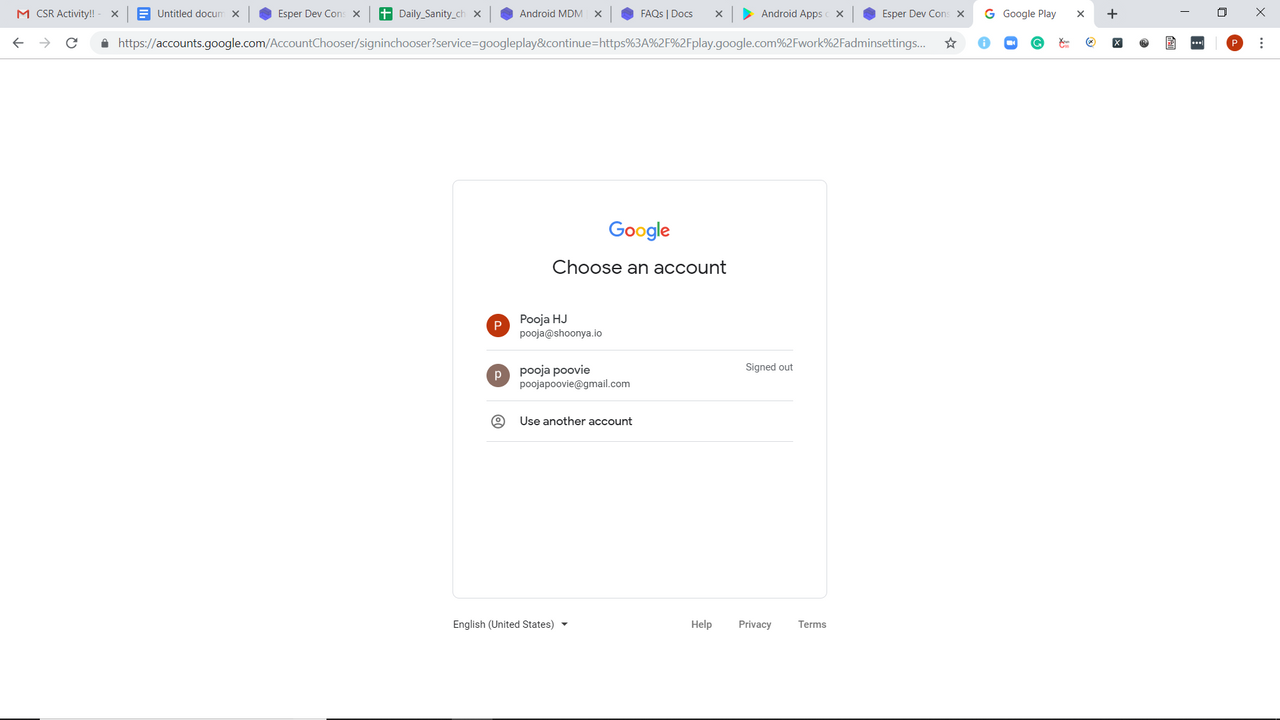 CSR Activity!! -
Untitled docum
Esper Dev Cons
Daily_Sanity_ch
Android MDM
FAQs | Docs
Android Apps
Esper Dev Cons
Google Play
https://accounts.google.com/AccountChooser/signinchooser?service=googleplay&continue=https%3A%2F%2Fplay.google.com%2Fwork%2Fadminsettings...
P
Google
Choose an account
P
Pooja HJ
pooja@shoonya.io
p
pooja poovie
Signed out
poojapoovie@gmail.com
Use another account
English (United States)
Help
Privacy
Terms